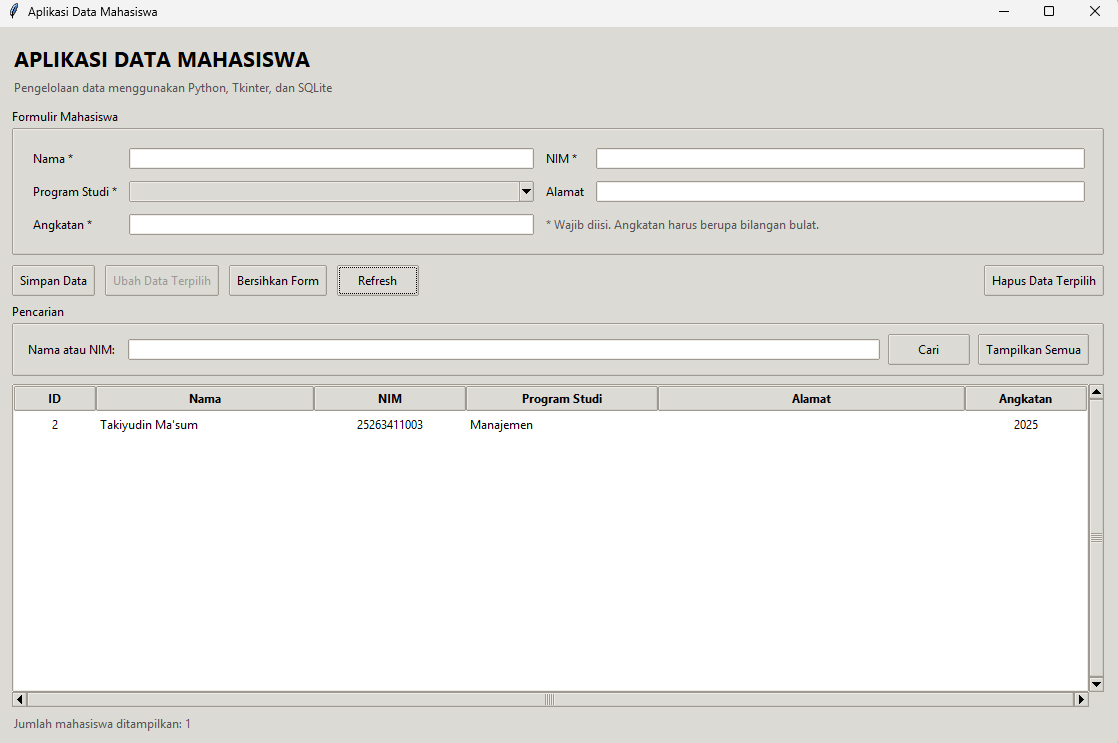 Aplikasi Data Mahasiswa
APLIKASI DATA MAHASISWA
Pengelolaan data menggunakan Python, Tkinter, dan SQLite
Formulir Mahasiswa
Nama * NIM *
Program Studi * Alamat
Angkatan * * Wajib diisi. Angkatan harus berupa bilangan bulat.
Simpan Data Ubah Data Terpilih Bersihkan Form Refresh Hapus Data Terpilih
Pencarian
Nama atau NIM: Cari Tampilkan Semua
ID Nama NIM Program Studi Alamat Angkatan
2 Takiyudin Ma'sum 25263411003 Manajemen 2025
Jumlah mahasiswa ditampilkan: 1